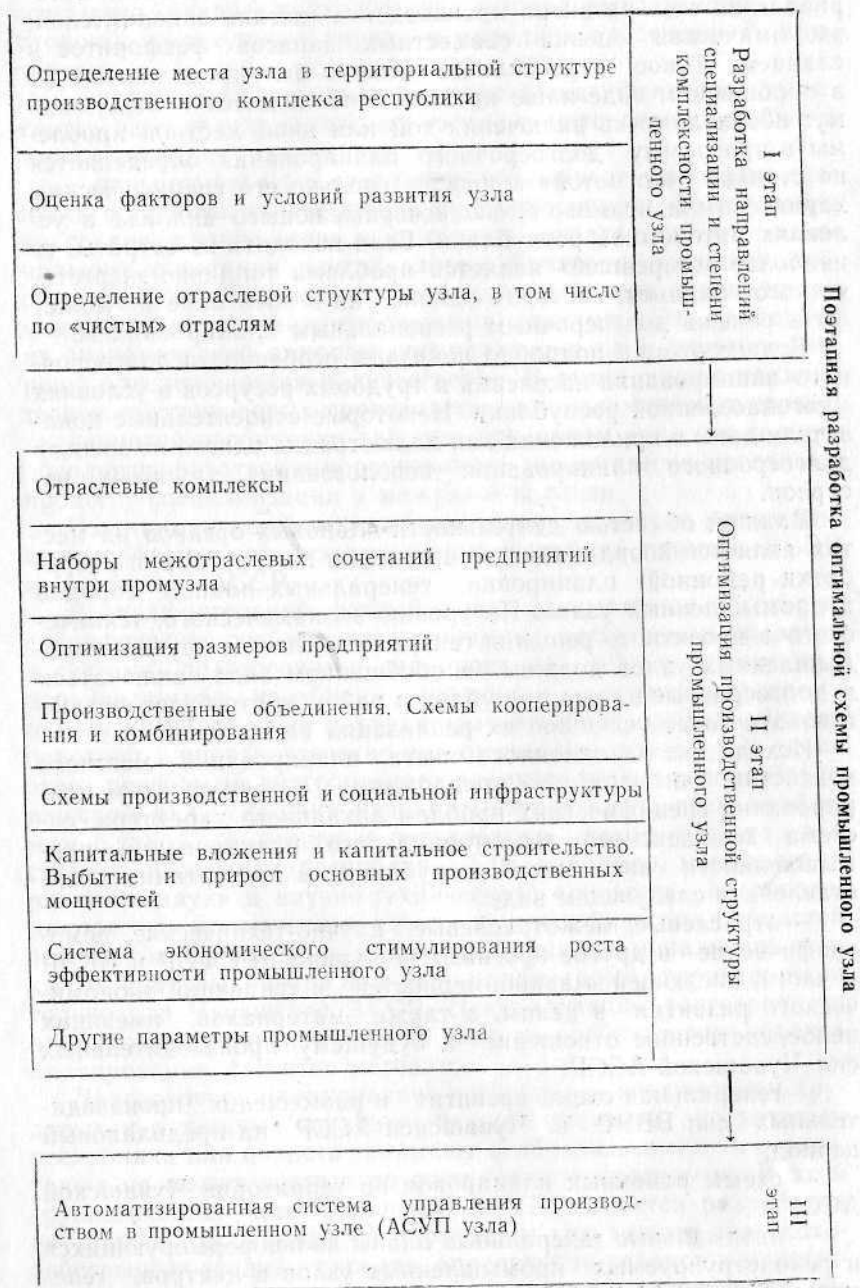 Определение места узла в территориальной структуре
производственного комплекса республики
Оценка факторов и условий развития узла
Определение отраслевой структуры узла, в том числе
по «чистым» отраслям
I этап
Разработка направлений
специализации и степени
комплексности промыш-
ленного узла
Отраслевые комплексы
Наборы межотраслевых сочетаний предприятий
внутри промузла
Оптимизация размеров предприятий
Производственные объединения. Схемы кооперирова-
ния и комбинирования
Схемы производственной и социальной инфраструктуры
Капитальные вложения и капитальное строительство.
Выбытие и прирост основных производственных
мощностей
Система экономического стимулирования роста
эффективности промышленного узла
Другие параметры промышленного узла
II этап
Оптимизация производственной структуры
промышленного узла
Автоматизированная система управления производ-
ством в промышленном узле (АСУП узла)
III
этап
Поэтапная разработка оптимальной схемы промышленного узла